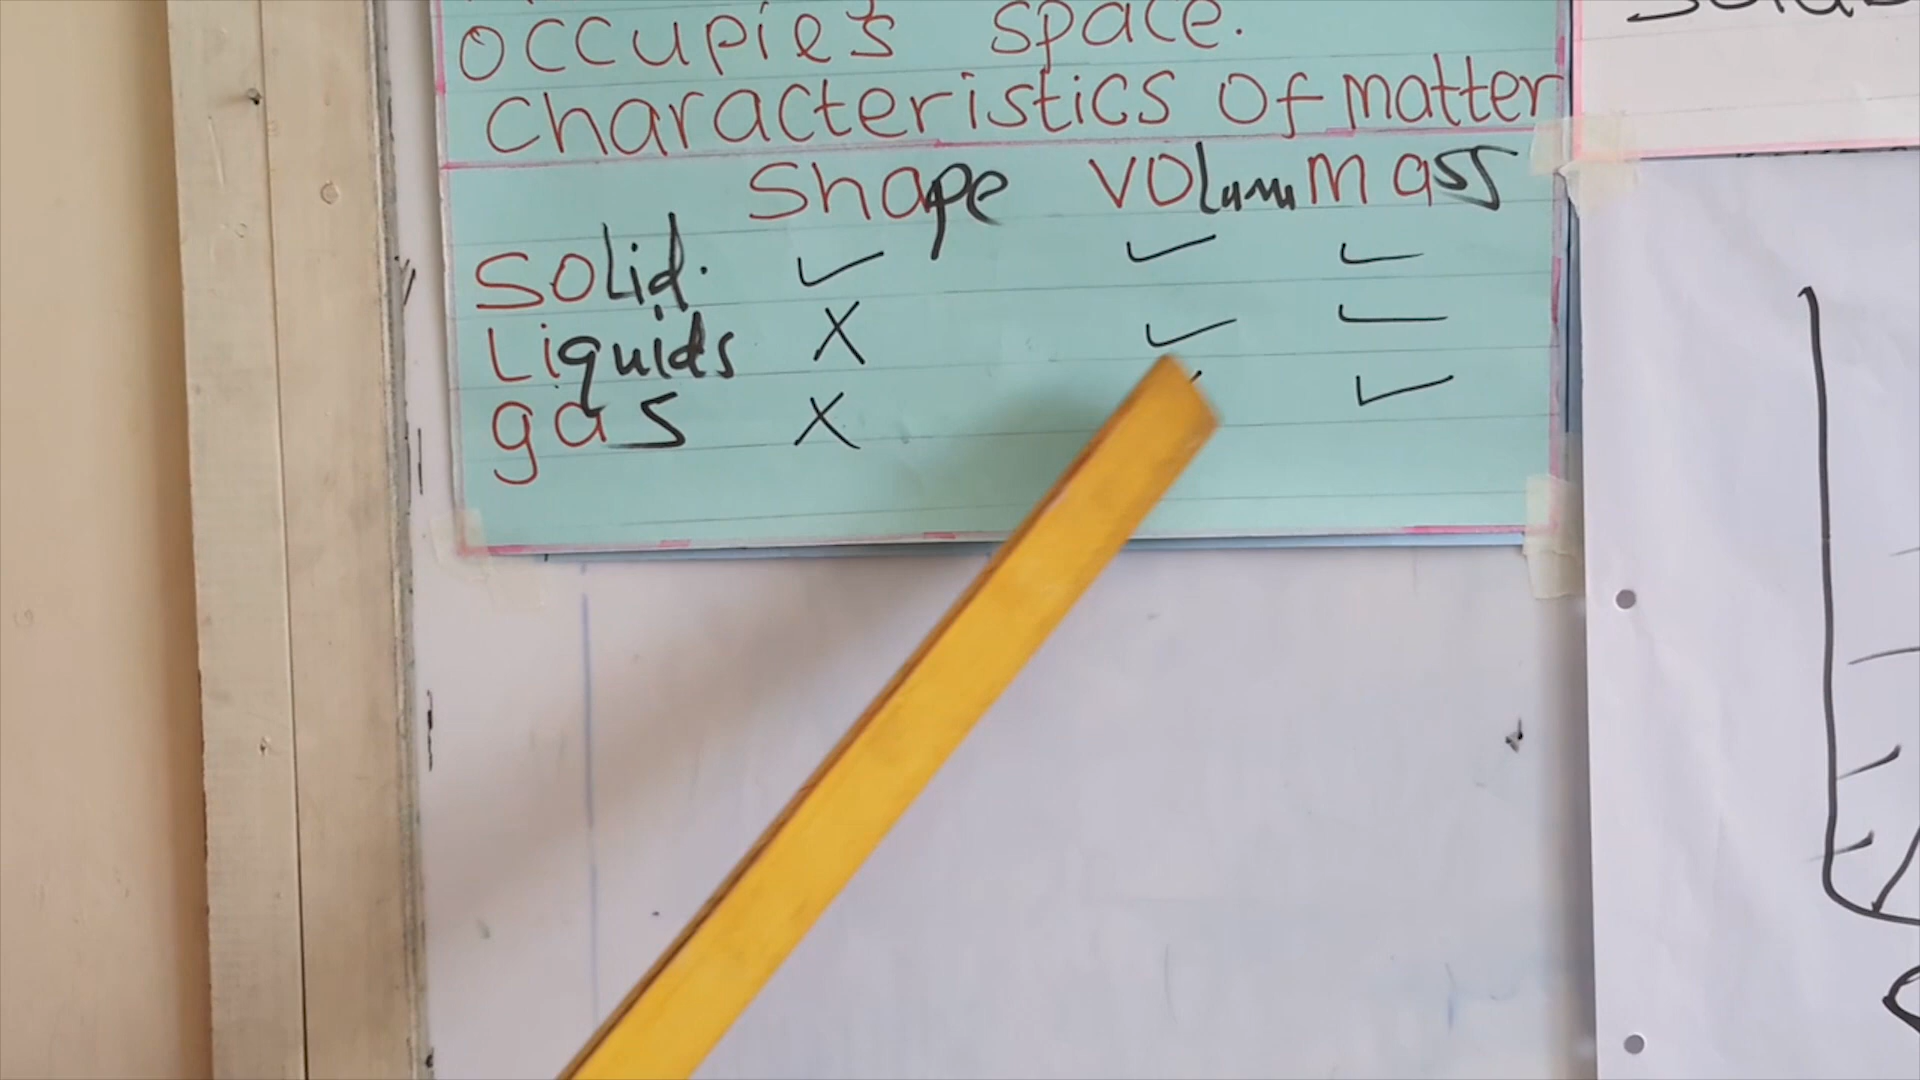 occupies space.
Characteristics of matter
Shape Volum mass
Solid. ✓ ✓ ✓
Liquids X ✓ ✓
gas X ✓